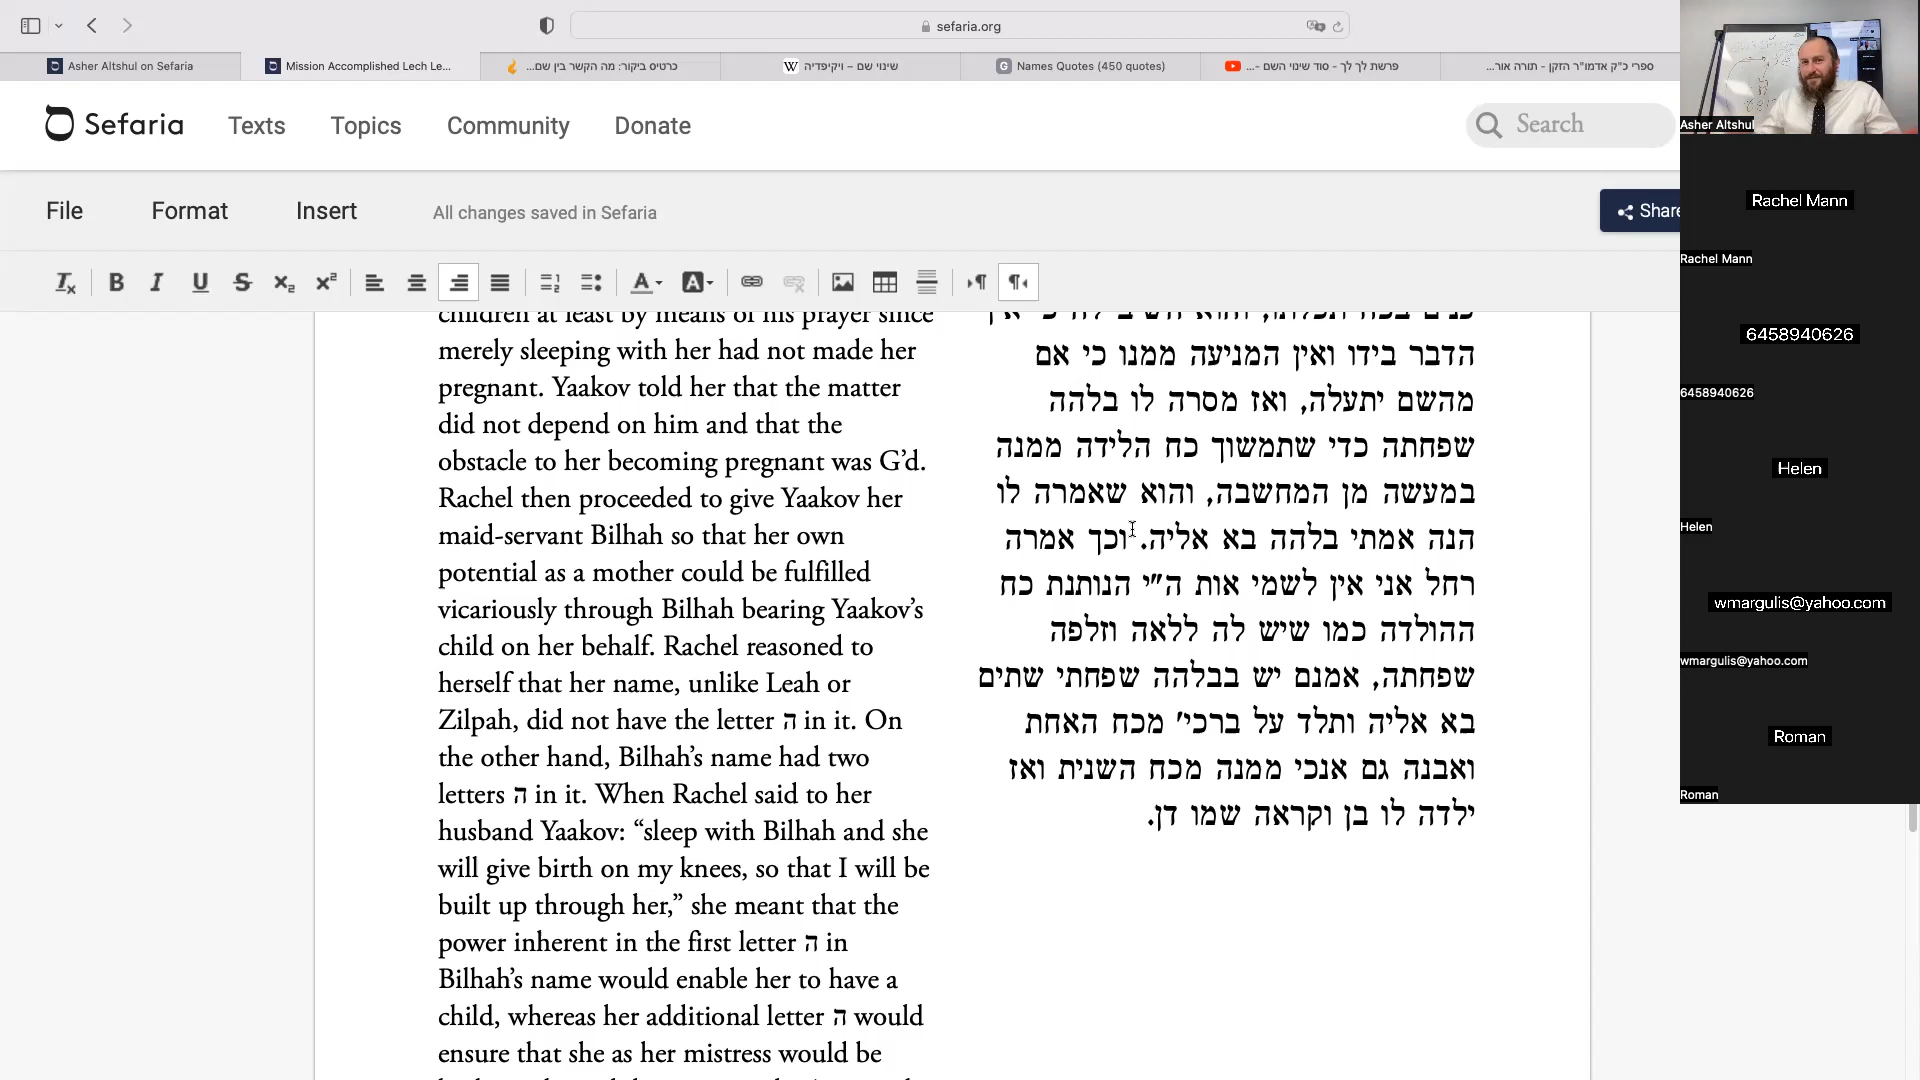 sefaria.org
Asher Altshul on Sefaria
Mission Accomplished Lech Le...
כרטיס ביקור: מה הקשר בין שם...
שינוי שם – ויקיפדיה
Names Quotes (450 quotes)
פרשת לך לך - סוד שינוי השם -...
ספרי כ"ק אדמו"ר הזקן - תורה אור...
Sefaria
Texts
Topics
Community
Donate
Search
File
Format
Insert
All changes saved in Sefaria
Share
children at least by means of his prayer since
merely sleeping with her had not made her
pregnant. Yaakov told her that the matter
did not depend on him and that the
obstacle to her becoming pregnant was G’d.
Rachel then proceeded to give Yaakov her
maid-servant Bilhah so that her own
potential as a mother could be fulfilled
vicariously through Bilhah bearing Yaakov’s
child on her behalf. Rachel reasoned to
herself that her name, unlike Leah or
Zilpah, did not have the letter ה in it. On
the other hand, Bilhah’s name had two
letters ה in it. When Rachel said to her
husband Yaakov: “sleep with Bilhah and she
will give birth on my knees, so that I will be
built up through her,” she meant that the
power inherent in the first letter ה in
Bilhah’s name would enable her to have a
child, whereas her additional letter ה would
ensure that she as her mistress would be
הדבר בידו ואין המניעה ממנו כי אם
מהשם יתעלה, ואז מסרה לו בלהה
שפחתה כדי שתמשוך כח הלידה ממנה
במעשה מן המחשבה, והוא שאמרה לו
הנה אמתי בלהה בא אליה. וכך אמרה
רחל אני אין לשמי אות ה"י הנותנת כח
ההולדה כמו שיש לה ללאה וזלפה
שפחתה, אמנם יש בבלהה שפחתי שתים
בא אליה ותלד על ברכי' מכח האחת
ואבנה גם אנכי ממנה מכח השנית ואז
ילדה לו בן וקראה שמו דן.
Asher Altshul
Rachel Mann
Rachel Mann
6458940626
6458940626
Helen
Helen
wmargulis@yahoo.com
wmargulis@yahoo.com
Roman
Roman